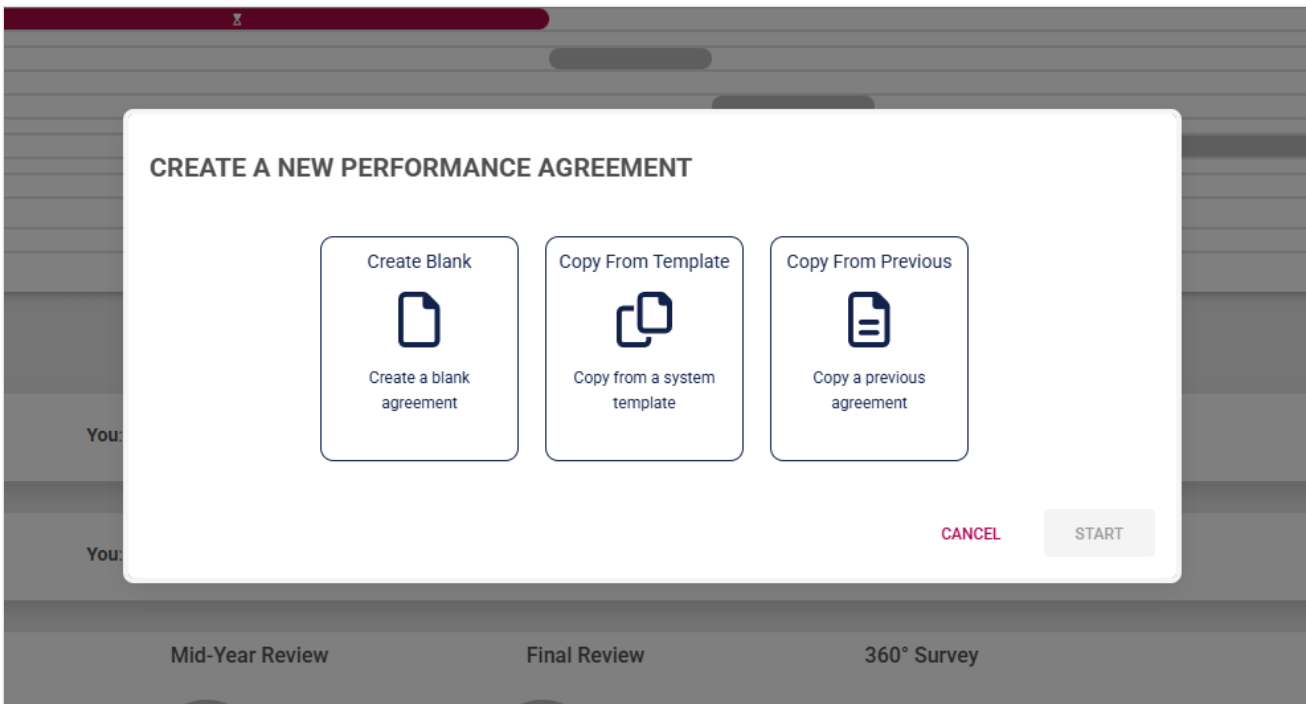 CREATE A NEW PERFORMANCE AGREEMENT
Create Blank
Create a blank
agreement
Copy From Template
Copy from a system
template
Copy From Previous
Copy a previous
agreement
You:
CANCEL
START
You:
Mid-Year Review
Final Review
360° Survey